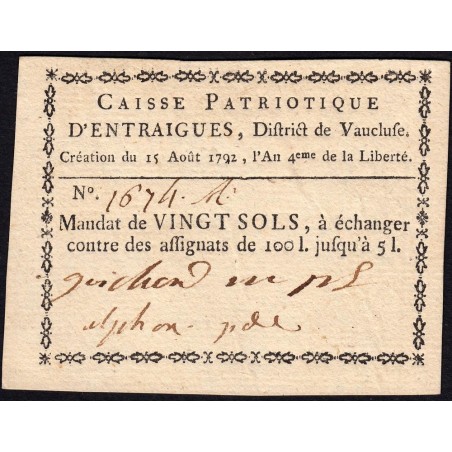 CAISSE PATRIOTIQUE
D'ENTRAIGUES, Diſtrict de Vaucluſe.
Création du 15 Août 1792, l'An 4eme de la Liberté.
No. 1674
Mandat de VINGT SOLS, à échanger
contre des aſſignats de 100 l. juſqu'à 5 l.